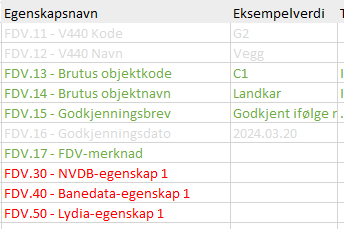 Egenskapsnavn Eksempelverdi
FDV.11 - V440 Kode G2
FDV.12 - V440 Navn Vegg
FDV.13 - Brutus objektkode C1
FDV.14 - Brutus objektnavn Landkar
FDV.15 - Godkjenningsbrev Godkjent ifølge
FDV.16 - Godkjenningsdato 2024.03.20
FDV.17 - FDV-merknad
FDV.30 - NVDB-egenskap 1
FDV.40 - Banedata-egenskap 1
FDV.50 - Lydia-egenskap 1